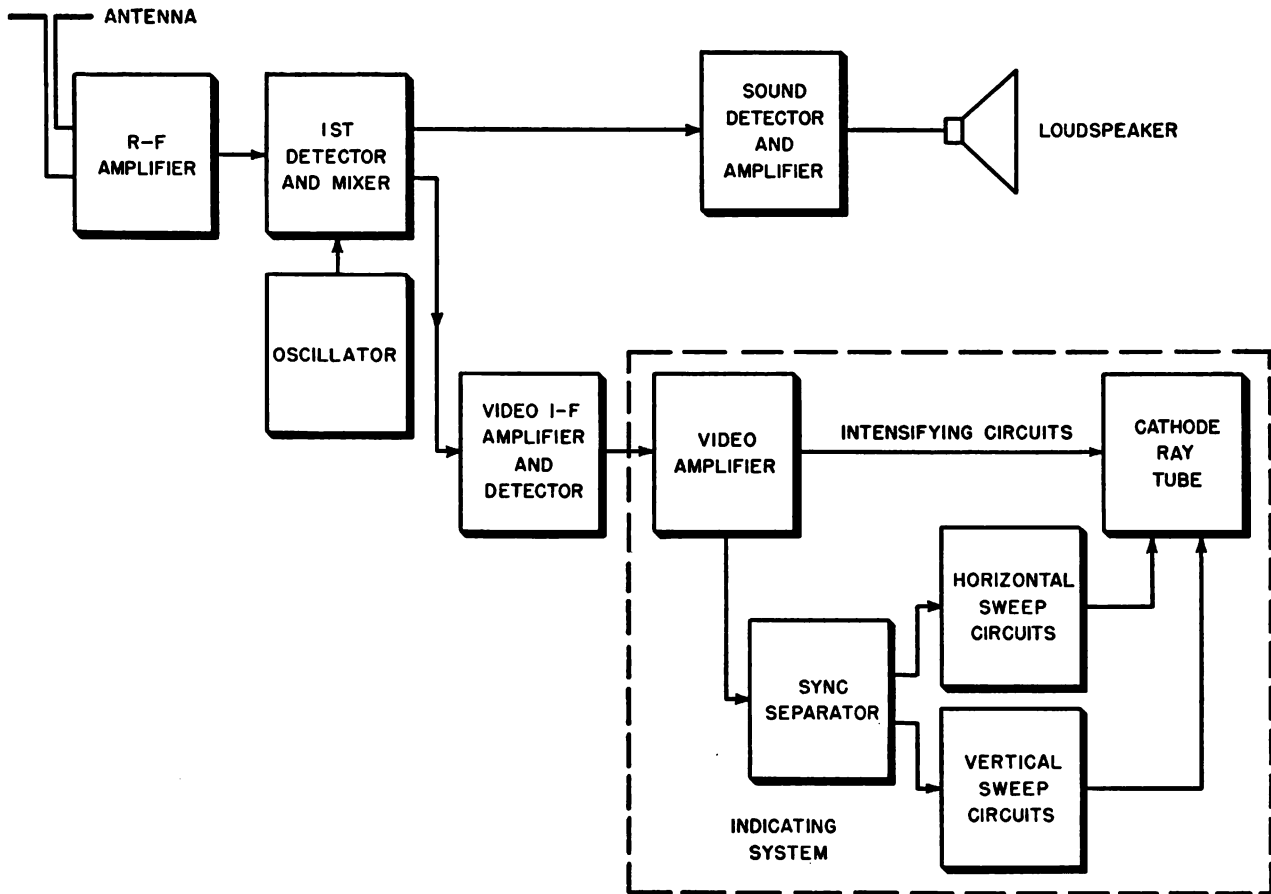 ANTENNA
R-F
AMPLIFIER
1ST
DETECTOR
AND MIXER
SOUND
DETECTOR
AND
AMPLIFIER
LOUDSPEAKER
OSCILLATOR
VIDEO I-F
AMPLIFIER
AND
DETECTOR
VIDEO
AMPLIFIER
INTENSIFYING CIRCUITS
CATHODE
RAY
TUBE
HORIZONTAL
SWEEP
CIRCUITS
SYNC
SEPARATOR
VERTICAL
SWEEP
CIRCUITS
INDICATING
SYSTEM